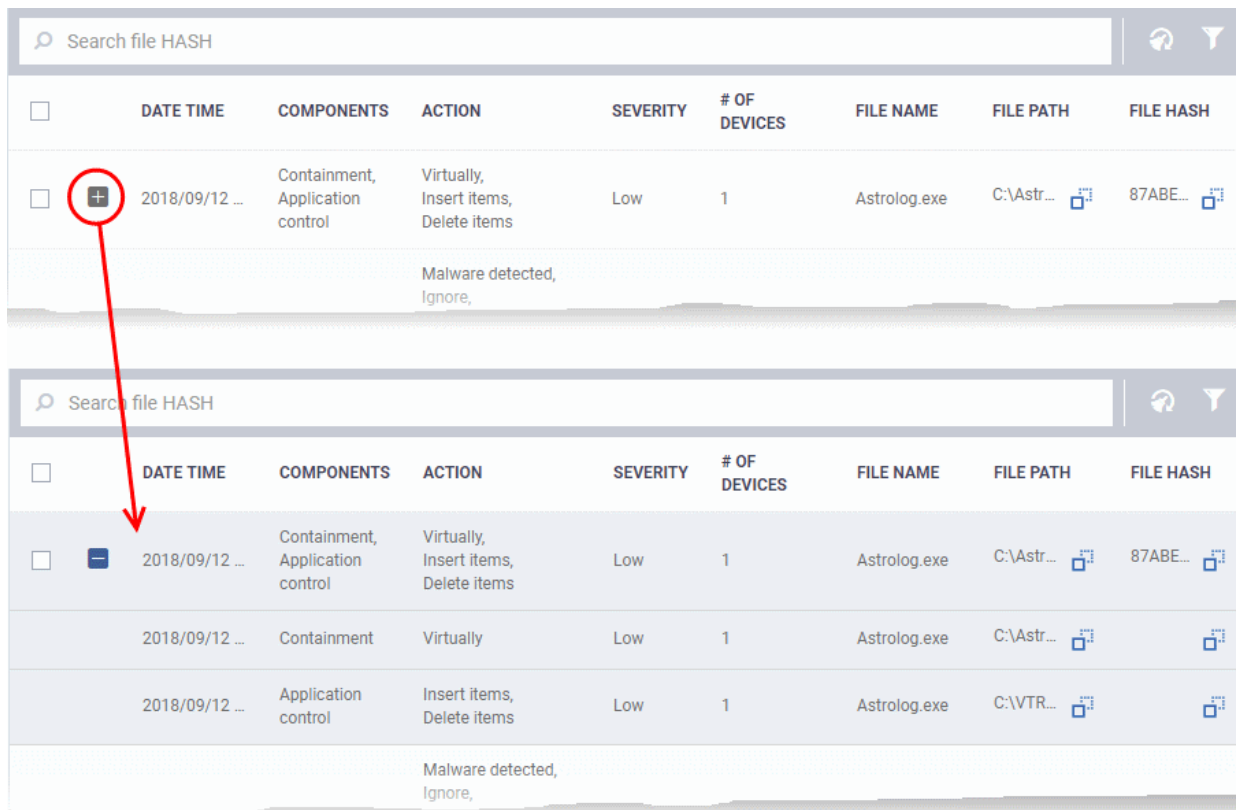 Search file HASH
DATE TIME COMPONENTS ACTION SEVERITY # OF DEVICES FILE NAME FILE PATH FILE HASH
Containment, Virtually,
2018/09/12 ... Application Insert items, Low 1 Astrolog.exe C:\Astr... 87ABE...
control Delete items
Malware detected,
Ignore,
Search file HASH
DATE TIME COMPONENTS ACTION SEVERITY # OF DEVICES FILE NAME FILE PATH FILE HASH
Containment, Virtually,
2018/09/12 ... Application Insert items, Low 1 Astrolog.exe C:\Astr... 87ABE...
control Delete items
2018/09/12 ... Containment Virtually Low 1 Astrolog.exe C:\Astr...
Application Insert items,
2018/09/12 ... control Delete items Low 1 Astrolog.exe C:\VTR...
Malware detected,
Ignore,